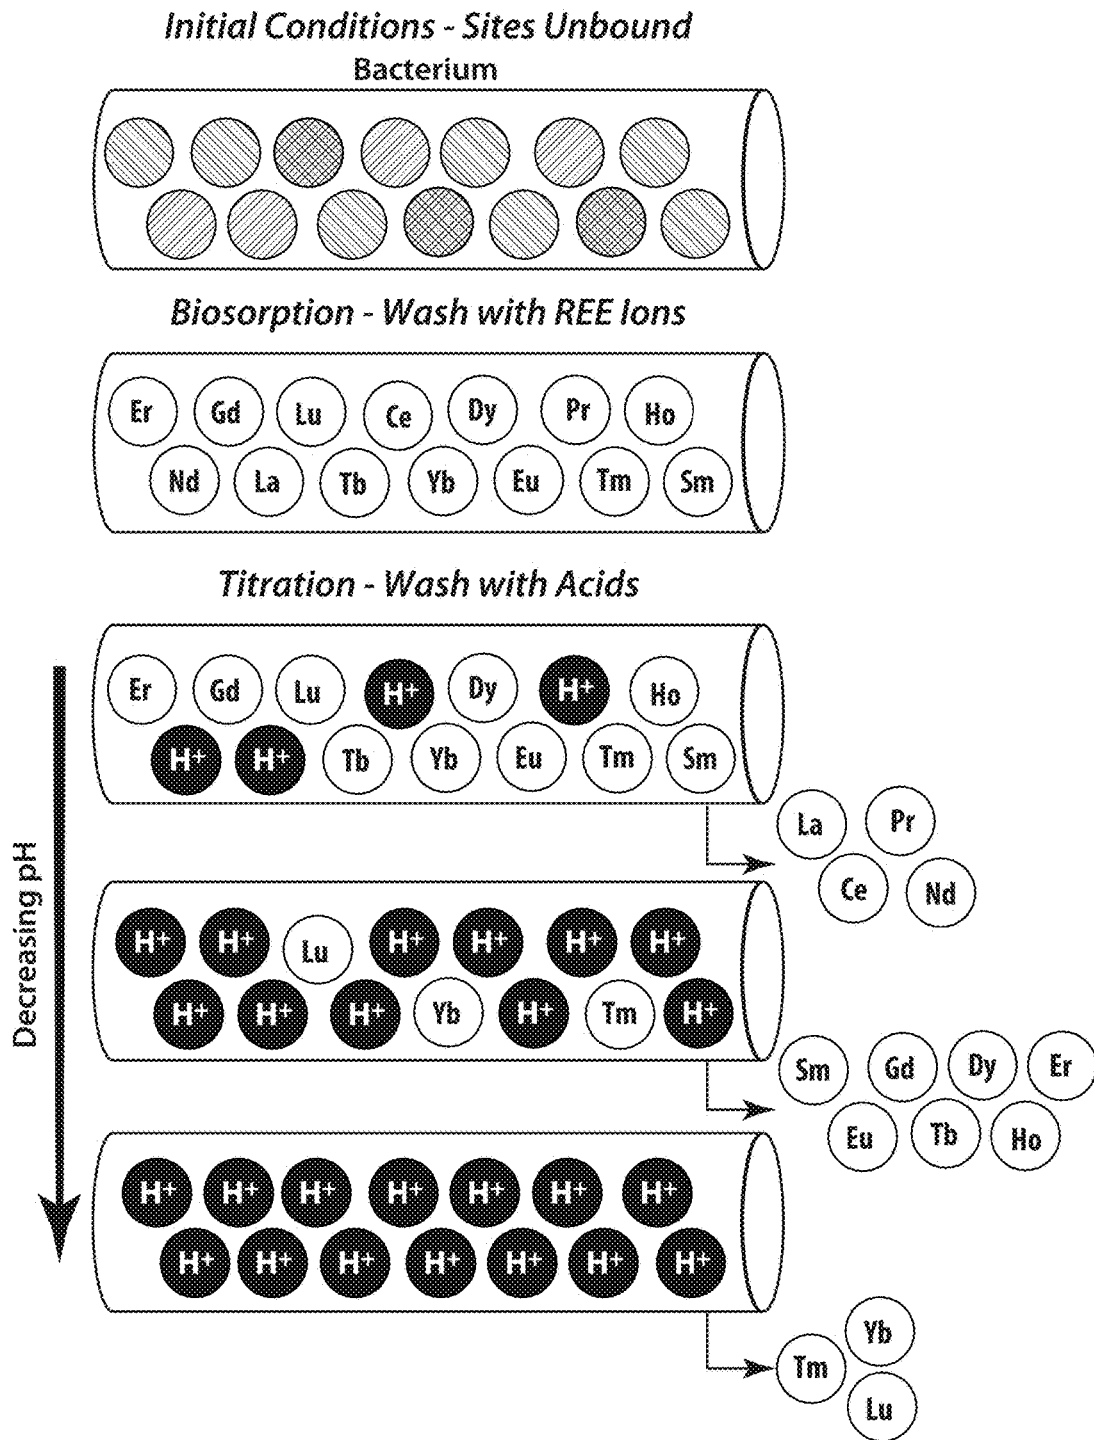 Initial Conditions - Sites Unbound
Bacterium
Biosorption - Wash with REE Ions
Er Gd Lu Ce Dy Pr Ho
Nd La Tb Yb Eu Tm Sm
Titration - Wash with Acids
Decreasing pH
Er Gd Lu H+ Dy H+ Ho
H+ H+ Tb Yb Eu Tm Sm
La Pr
Ce Nd
H+ H+ Lu H+ H+ H+ H+
H+ H+ H+ Yb H+ Tm H+
Sm Gd Dy Er
Eu Tb Ho
H+ H+ H+ H+ H+ H+ H+
H+ H+ H+ H+ H+ H+ H+
Yb
Tm
Lu